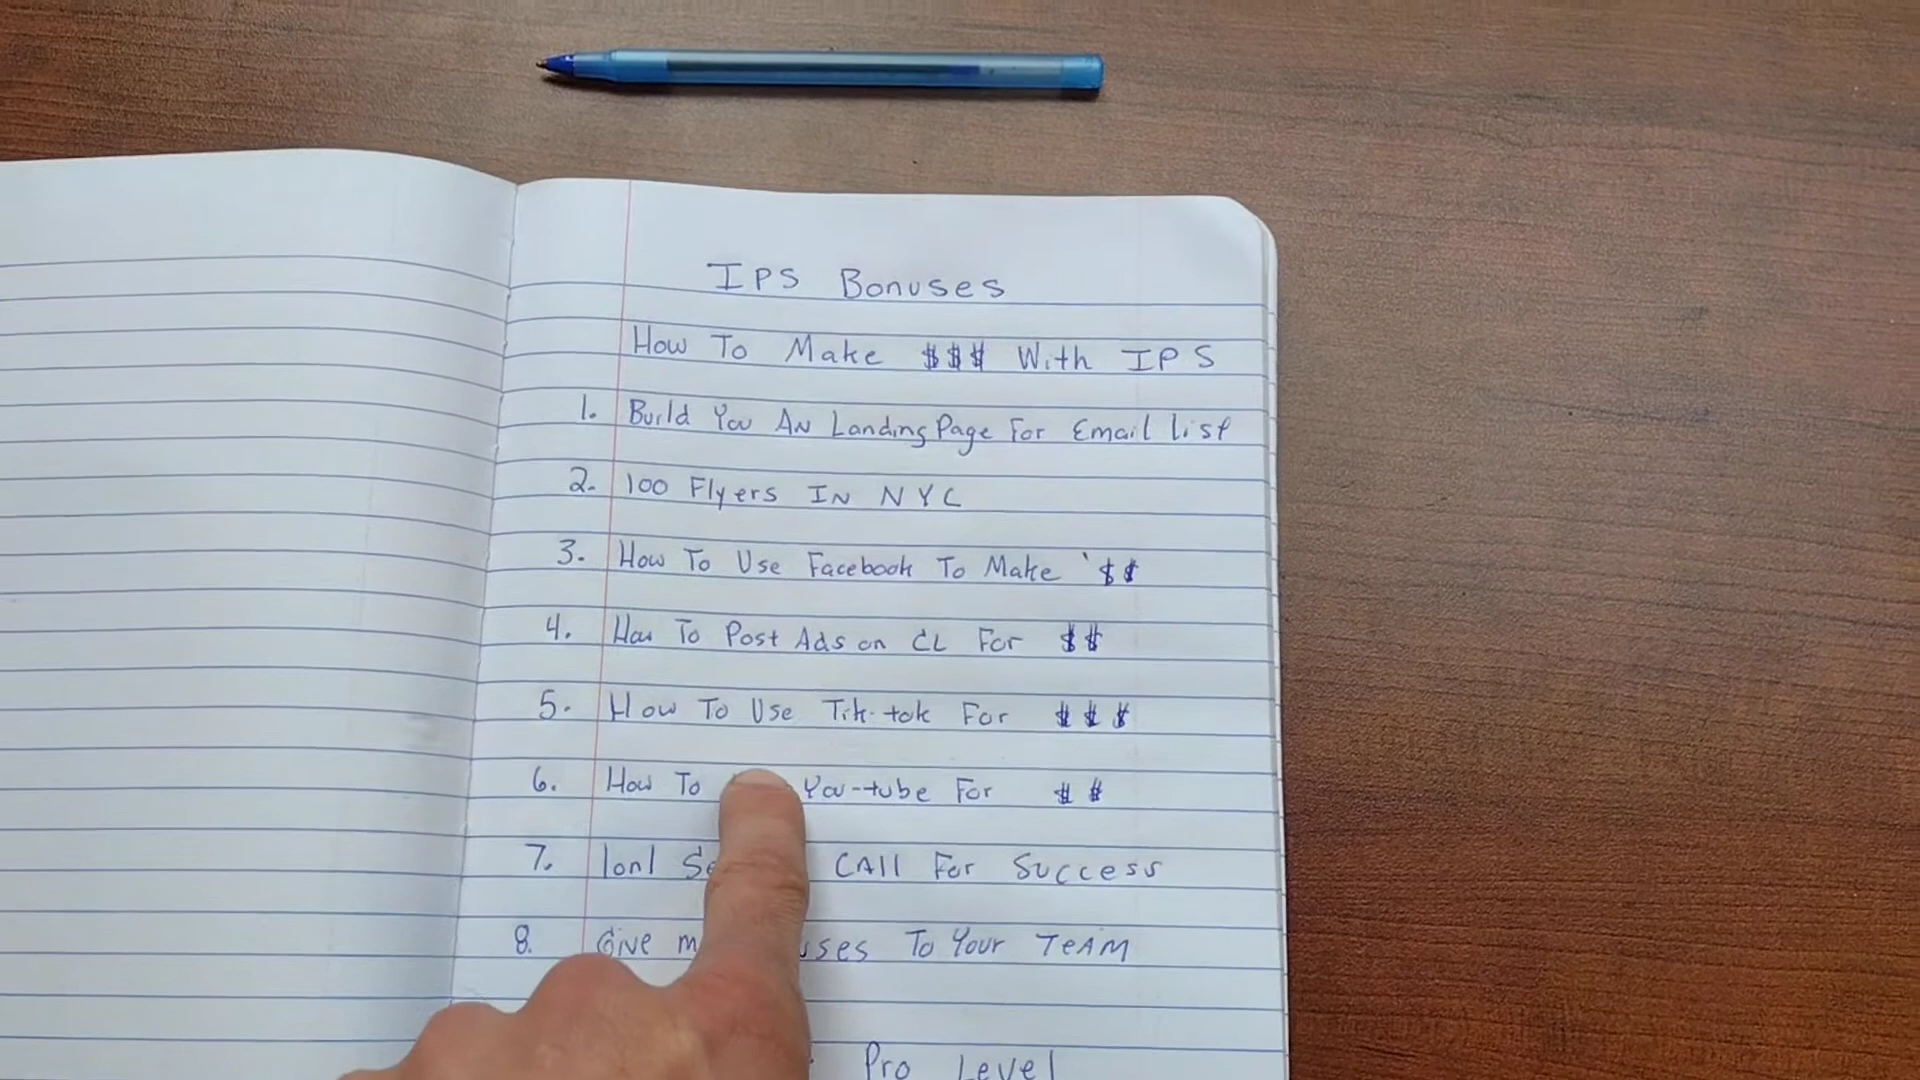 IPS Bonuses
How To Make $$$ With IPS
1. Build You AN Landing Page For Email list
2. 100 Flyers IN NYC
3. How To Use Facebook To Make $$
4. How To Post Ads on CL For $$
5. How To Use Tik-tok For $$$
6. How To You-tube For $$
7. 1on1 CAll For Success
8. Give To Your TEAM
Pro Level